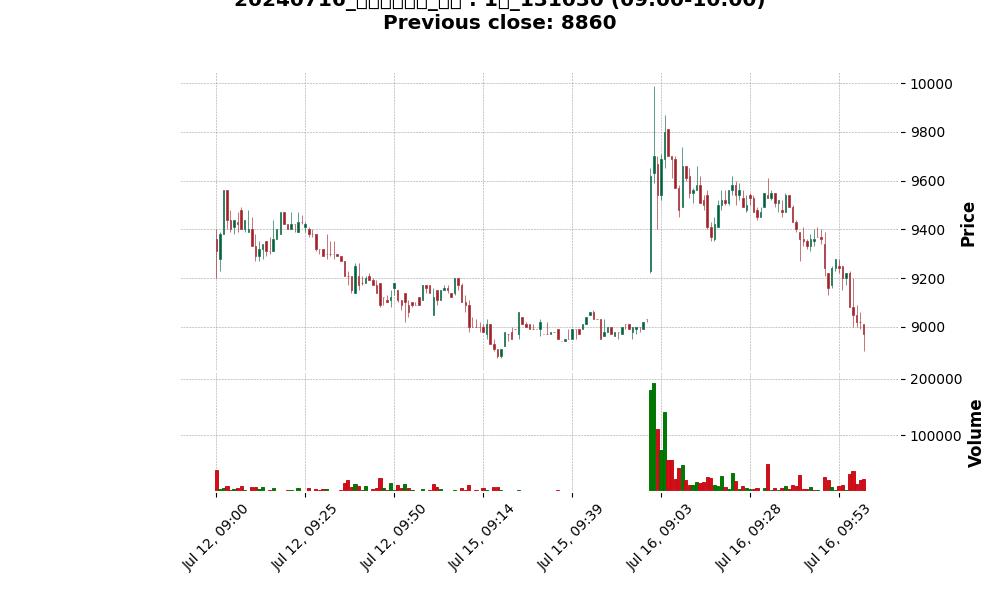 Previous close: 8860
10000
9800
9600
9400
9200
9000
Price
200000
100000
Volume
Jul 12, 09:00
Jul 12, 09:25
Jul 12, 09:50
Jul 15, 09:14
Jul 15, 09:39
Jul 16, 09:03
Jul 16, 09:28
Jul 16, 09:53